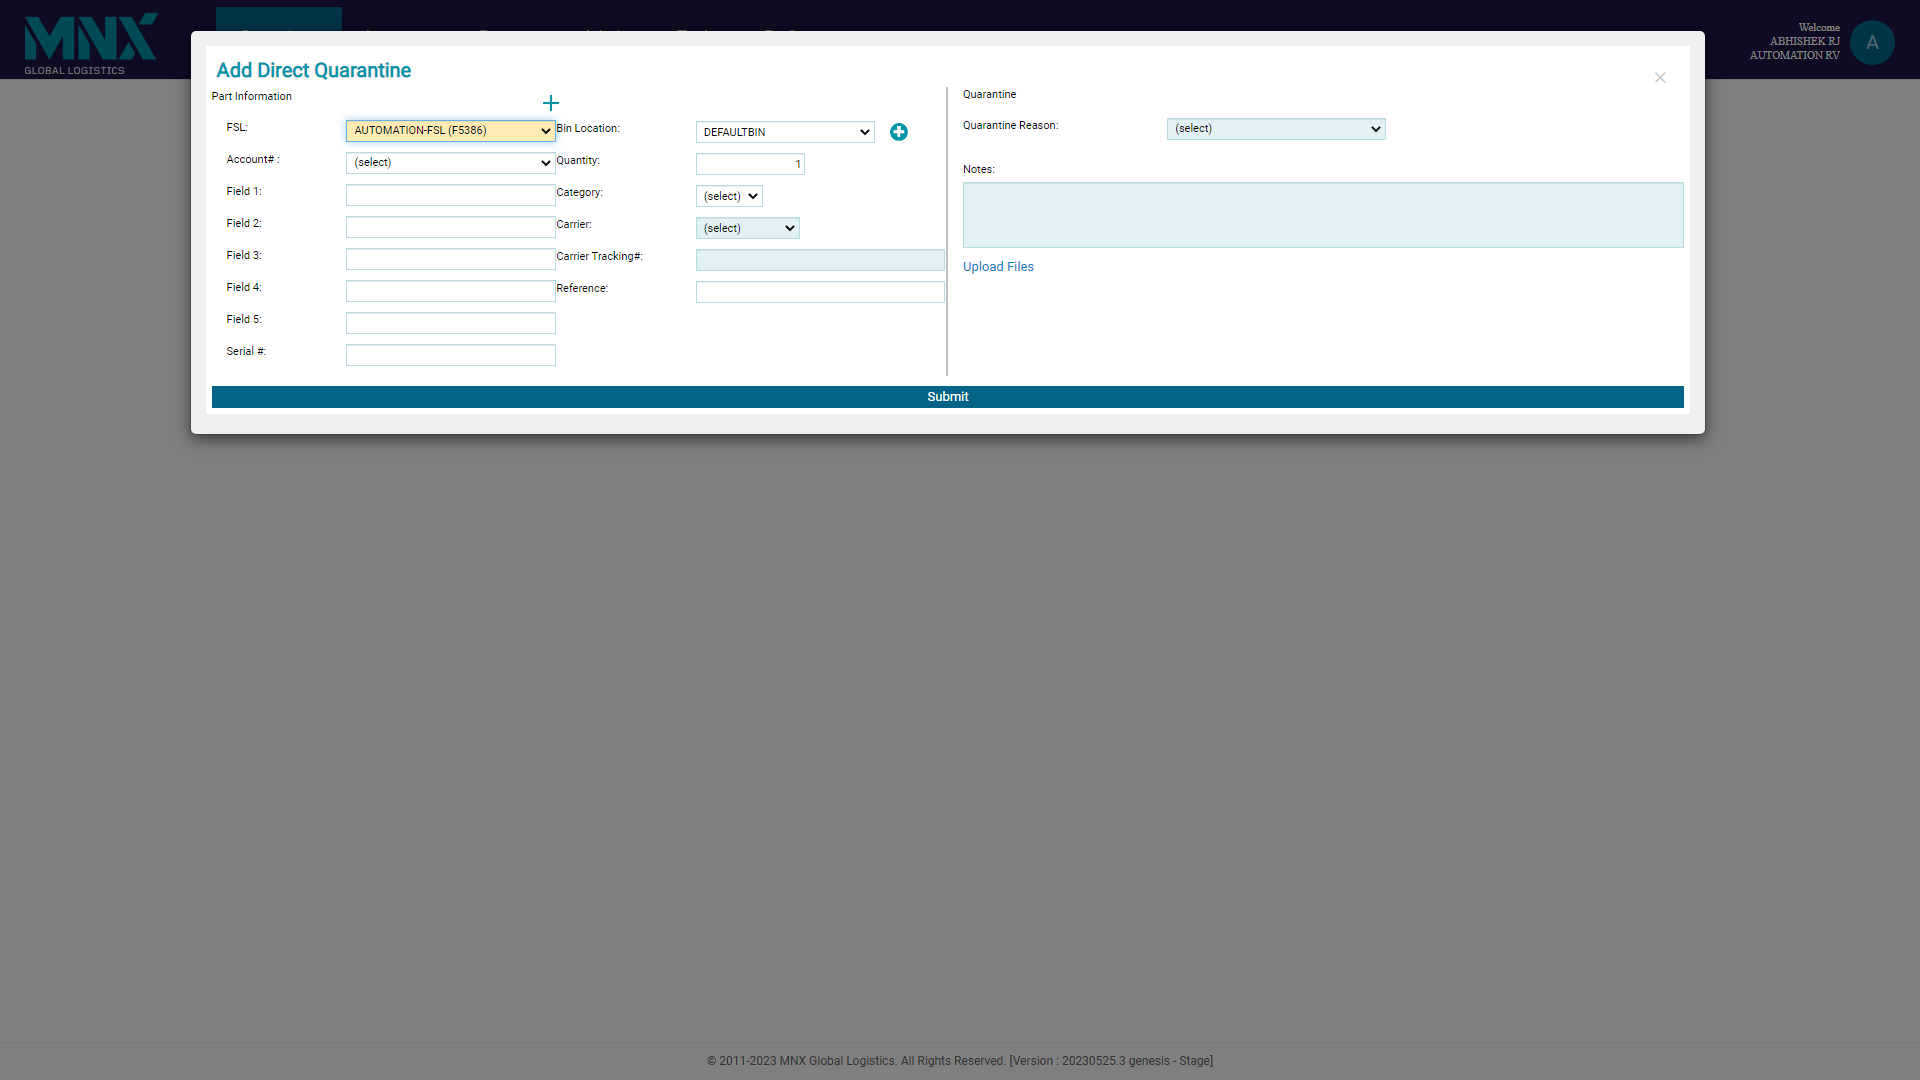 MNX
GLOBAL LOGISTICS
Welcome
ABHISHEK RJ
AUTOMATION RV
A
Add Direct Quarantine
×
Part Information
FSL:
AUTOMATION-FSL (F5386)
Account# :
(select)
Field 1:
Field 2:
Field 3:
Field 4:
Field 5:
Serial #:
Bin Location:
DEFAULTBIN
Quantity:
1
Category:
(select)
Carrier:
(select)
Carrier Tracking#:
Reference:
Quarantine
Quarantine Reason:
(select)
Notes:
Upload Files
Submit
© 2011-2023 MNX Global Logistics. All Rights Reserved. [Version : 20230525.3 genesis - Stage]